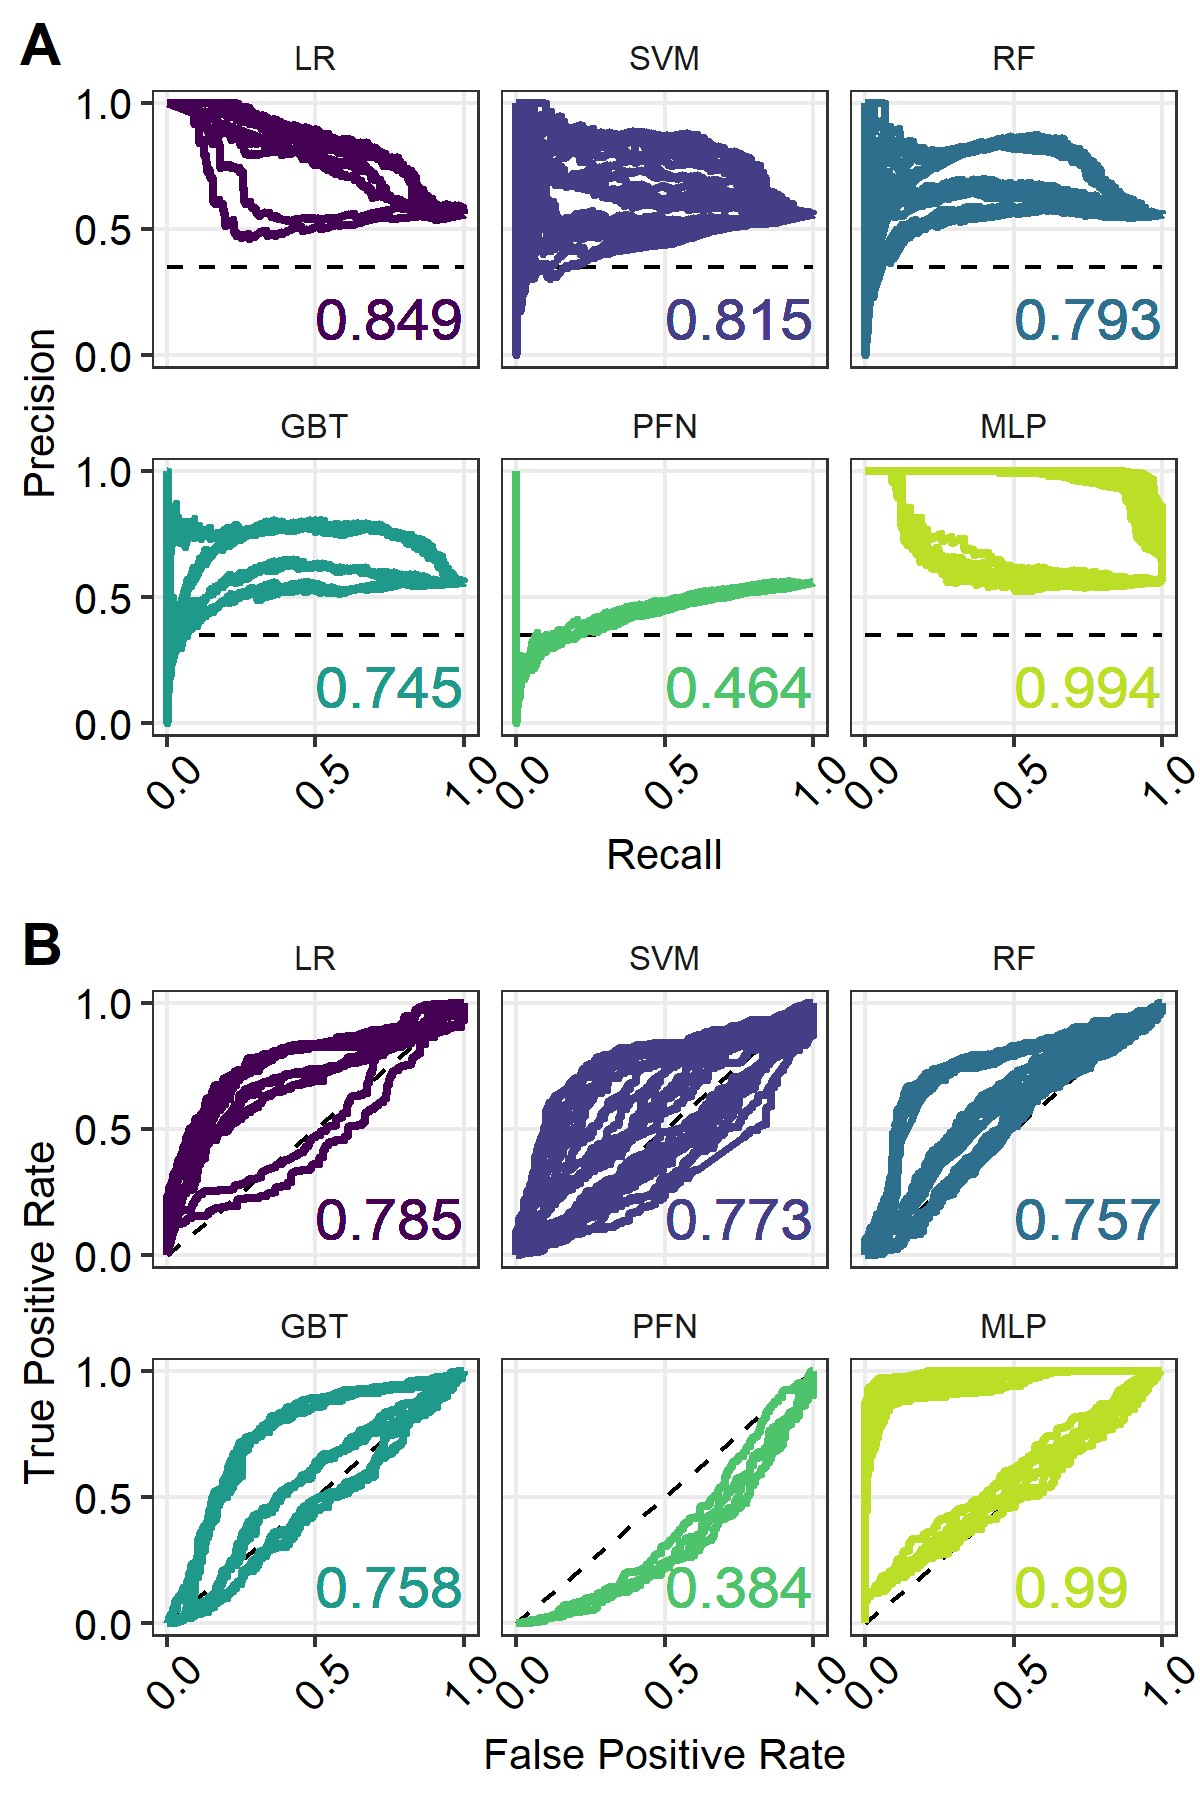 A
LR SVM RF
1.0
0.5
0.0
0.849 0.815 0.793
Precision
GBT PFN MLP
1.0
0.5
0.0
0.745 0.464 0.994
0.0 0.5 1.0 0.0 0.5 1.0 0.0 0.5 1.0
Recall
B
LR SVM RF
1.0
0.5
0.0
0.785 0.773 0.757
True Positive Rate
GBT PFN MLP
1.0
0.5
0.0
0.758 0.384 0.99
0.0 0.5 1.0 0.0 0.5 1.0 0.0 0.5 1.0
False Positive Rate